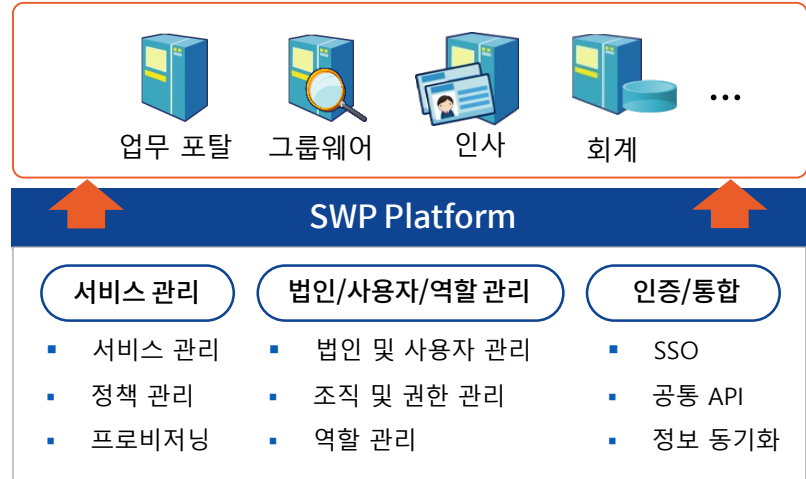 업무 포탈 그룹웨어 인사 회계 ...
SWP Platform
서비스 관리 법인/사용자/역할 관리 인증/통합
▪ 서비스 관리 ▪ 법인 및 사용자 관리 ▪ SSO
▪ 정책 관리 ▪ 조직 및 권한 관리 ▪ 공통 API
▪ 프로비저닝 ▪ 역할 관리 ▪ 정보 동기화